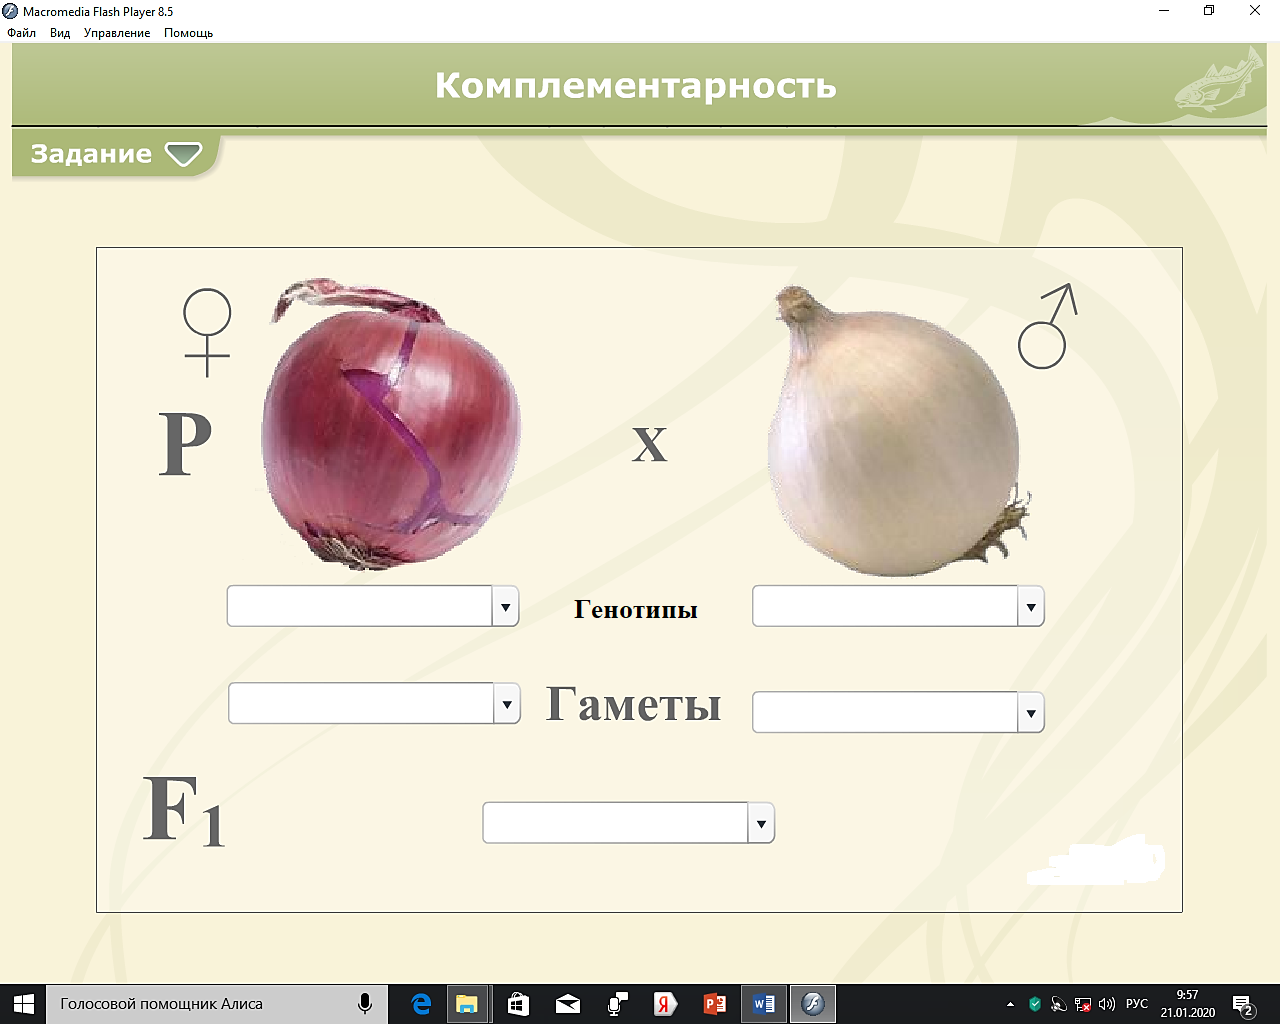 Macromedia Flash Player 8.5
Файл Вид Управление Помощь
Комплементарность
Задание
P
X
Генотипы
Гаметы
F1
Голосовой помощник Алиса
РУС
9:57
21.01.2020
2